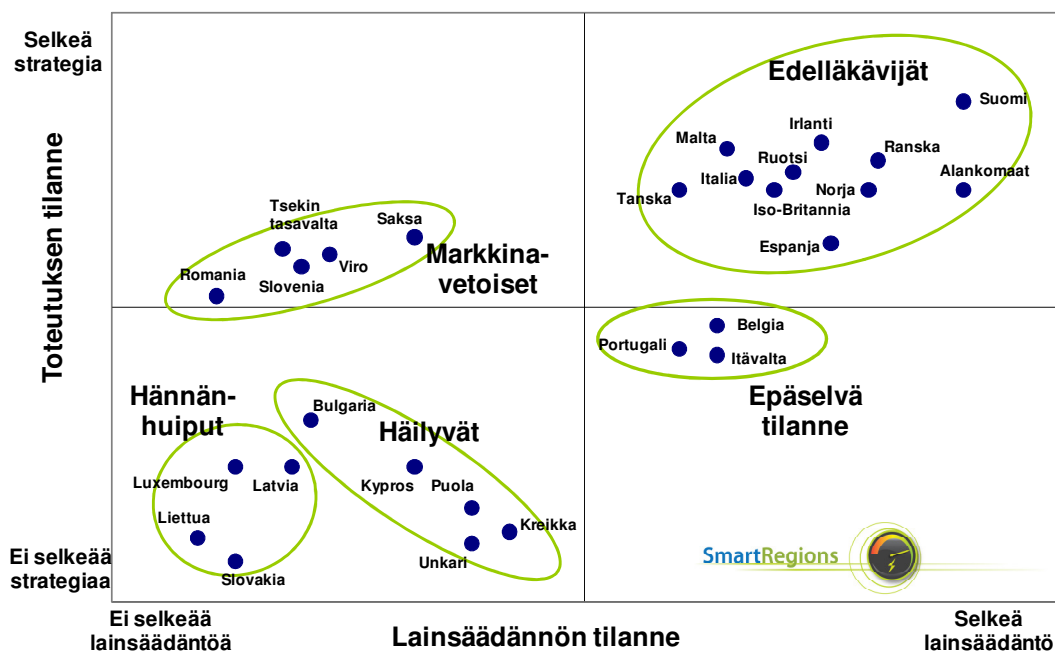 Selkeä
strategia
Toteutuksen tilanne
Ei selkeää
strategiaa
Edelläkävijät
Suomi
Irlanti
Malta
Ranska
Ruotsi
Italia
Alankomaat
Tanska
Norja
Iso-Britannia
Espanja
Tsekin
tasavalta
Saksa
Markkina-
vetoiset
Romania
Viro
Slovenia
Belgia
Portugali
Itävalta
Epäselvä
tilanne
Hännän-
huiput
Bulgaria
Häilyvät
Luxembourg
Latvia
Kypros
Puola
Liettua
Kreikka
Unkari
Slovakia
SmartRegions
Ei selkeää
lainsäädäntöä
Lainsäädännön tilanne
Selkeä
lainsäädäntö